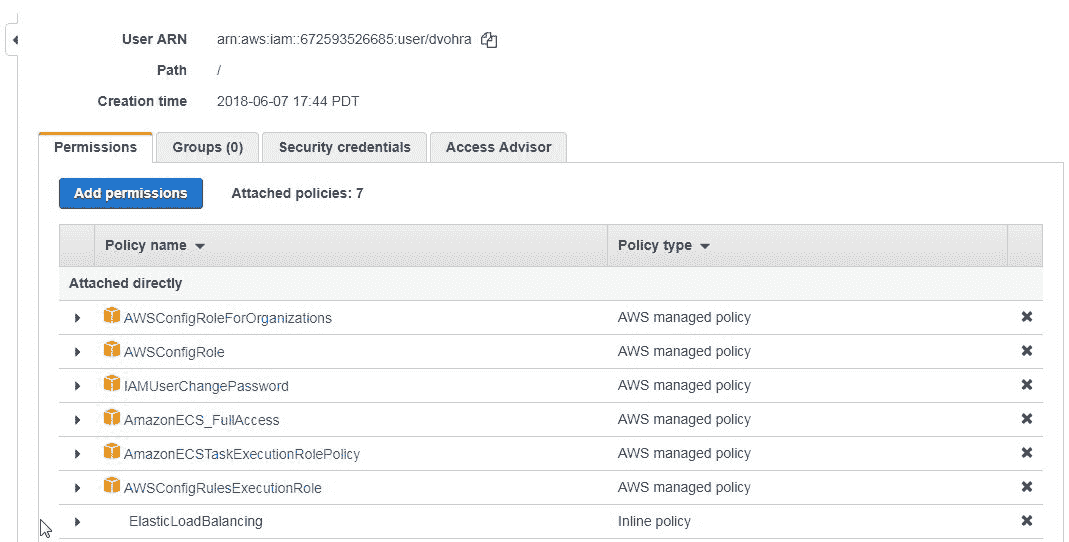 User ARN arn:aws:iam::672593526685:user/dvohra
Path /
Creation time 2018-06-07 17:44 PDT
Permissions Groups (0) Security credentials Access Advisor
Add permissions Attached policies: 7
Policy name Policy type
Attached directly
AWSConfigRoleForOrganizations AWS managed policy
AWSConfigRole AWS managed policy
IAMUserChangePassword AWS managed policy
AmazonECS_FullAccess AWS managed policy
AmazonECSTaskExecutionRolePolicy AWS managed policy
AWSConfigRulesExecutionRole AWS managed policy
ElasticLoadBalancing Inline policy